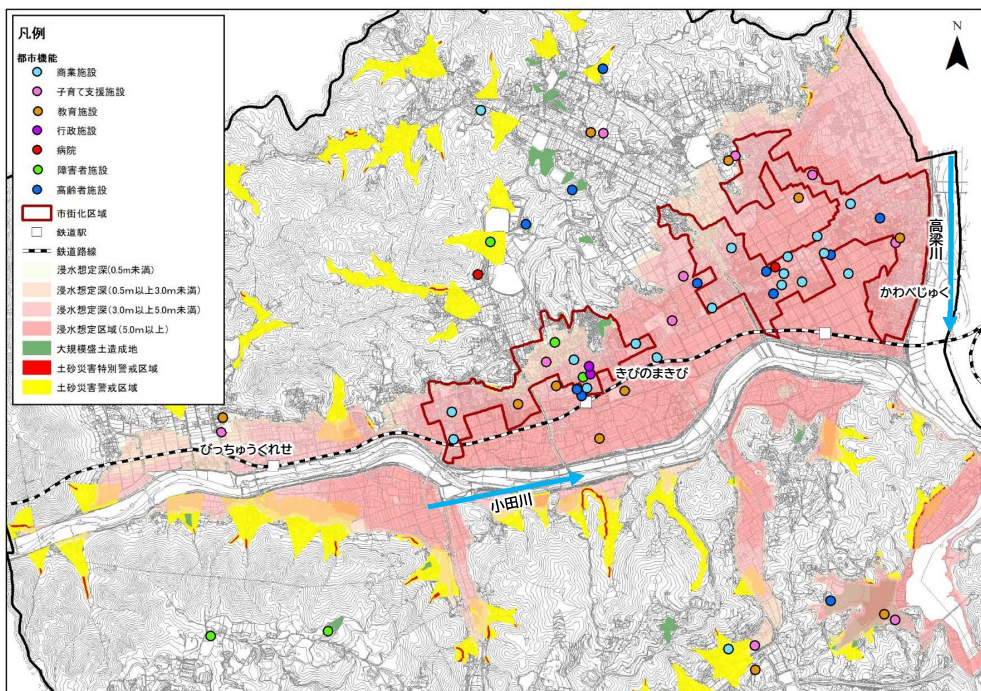 凡例
都市機能
商業施設
子育て支援施設
教育施設
行政施設
病院
障害者施設
高齢者施設
市街化区域
鉄道駅
鉄道路線
浸水想定深(0.5m未満)
浸水想定深(0.5m以上3.0m未満)
浸水想定深(3.0m以上5.0m未満)
浸水想定区域(5.0m以上)
大規模盛土造成地
土砂災害特別警戒区域
土砂災害警戒区域
N
高梁川
かわべじゅく
きびのまきび
びっちゅうくれせ
小田川